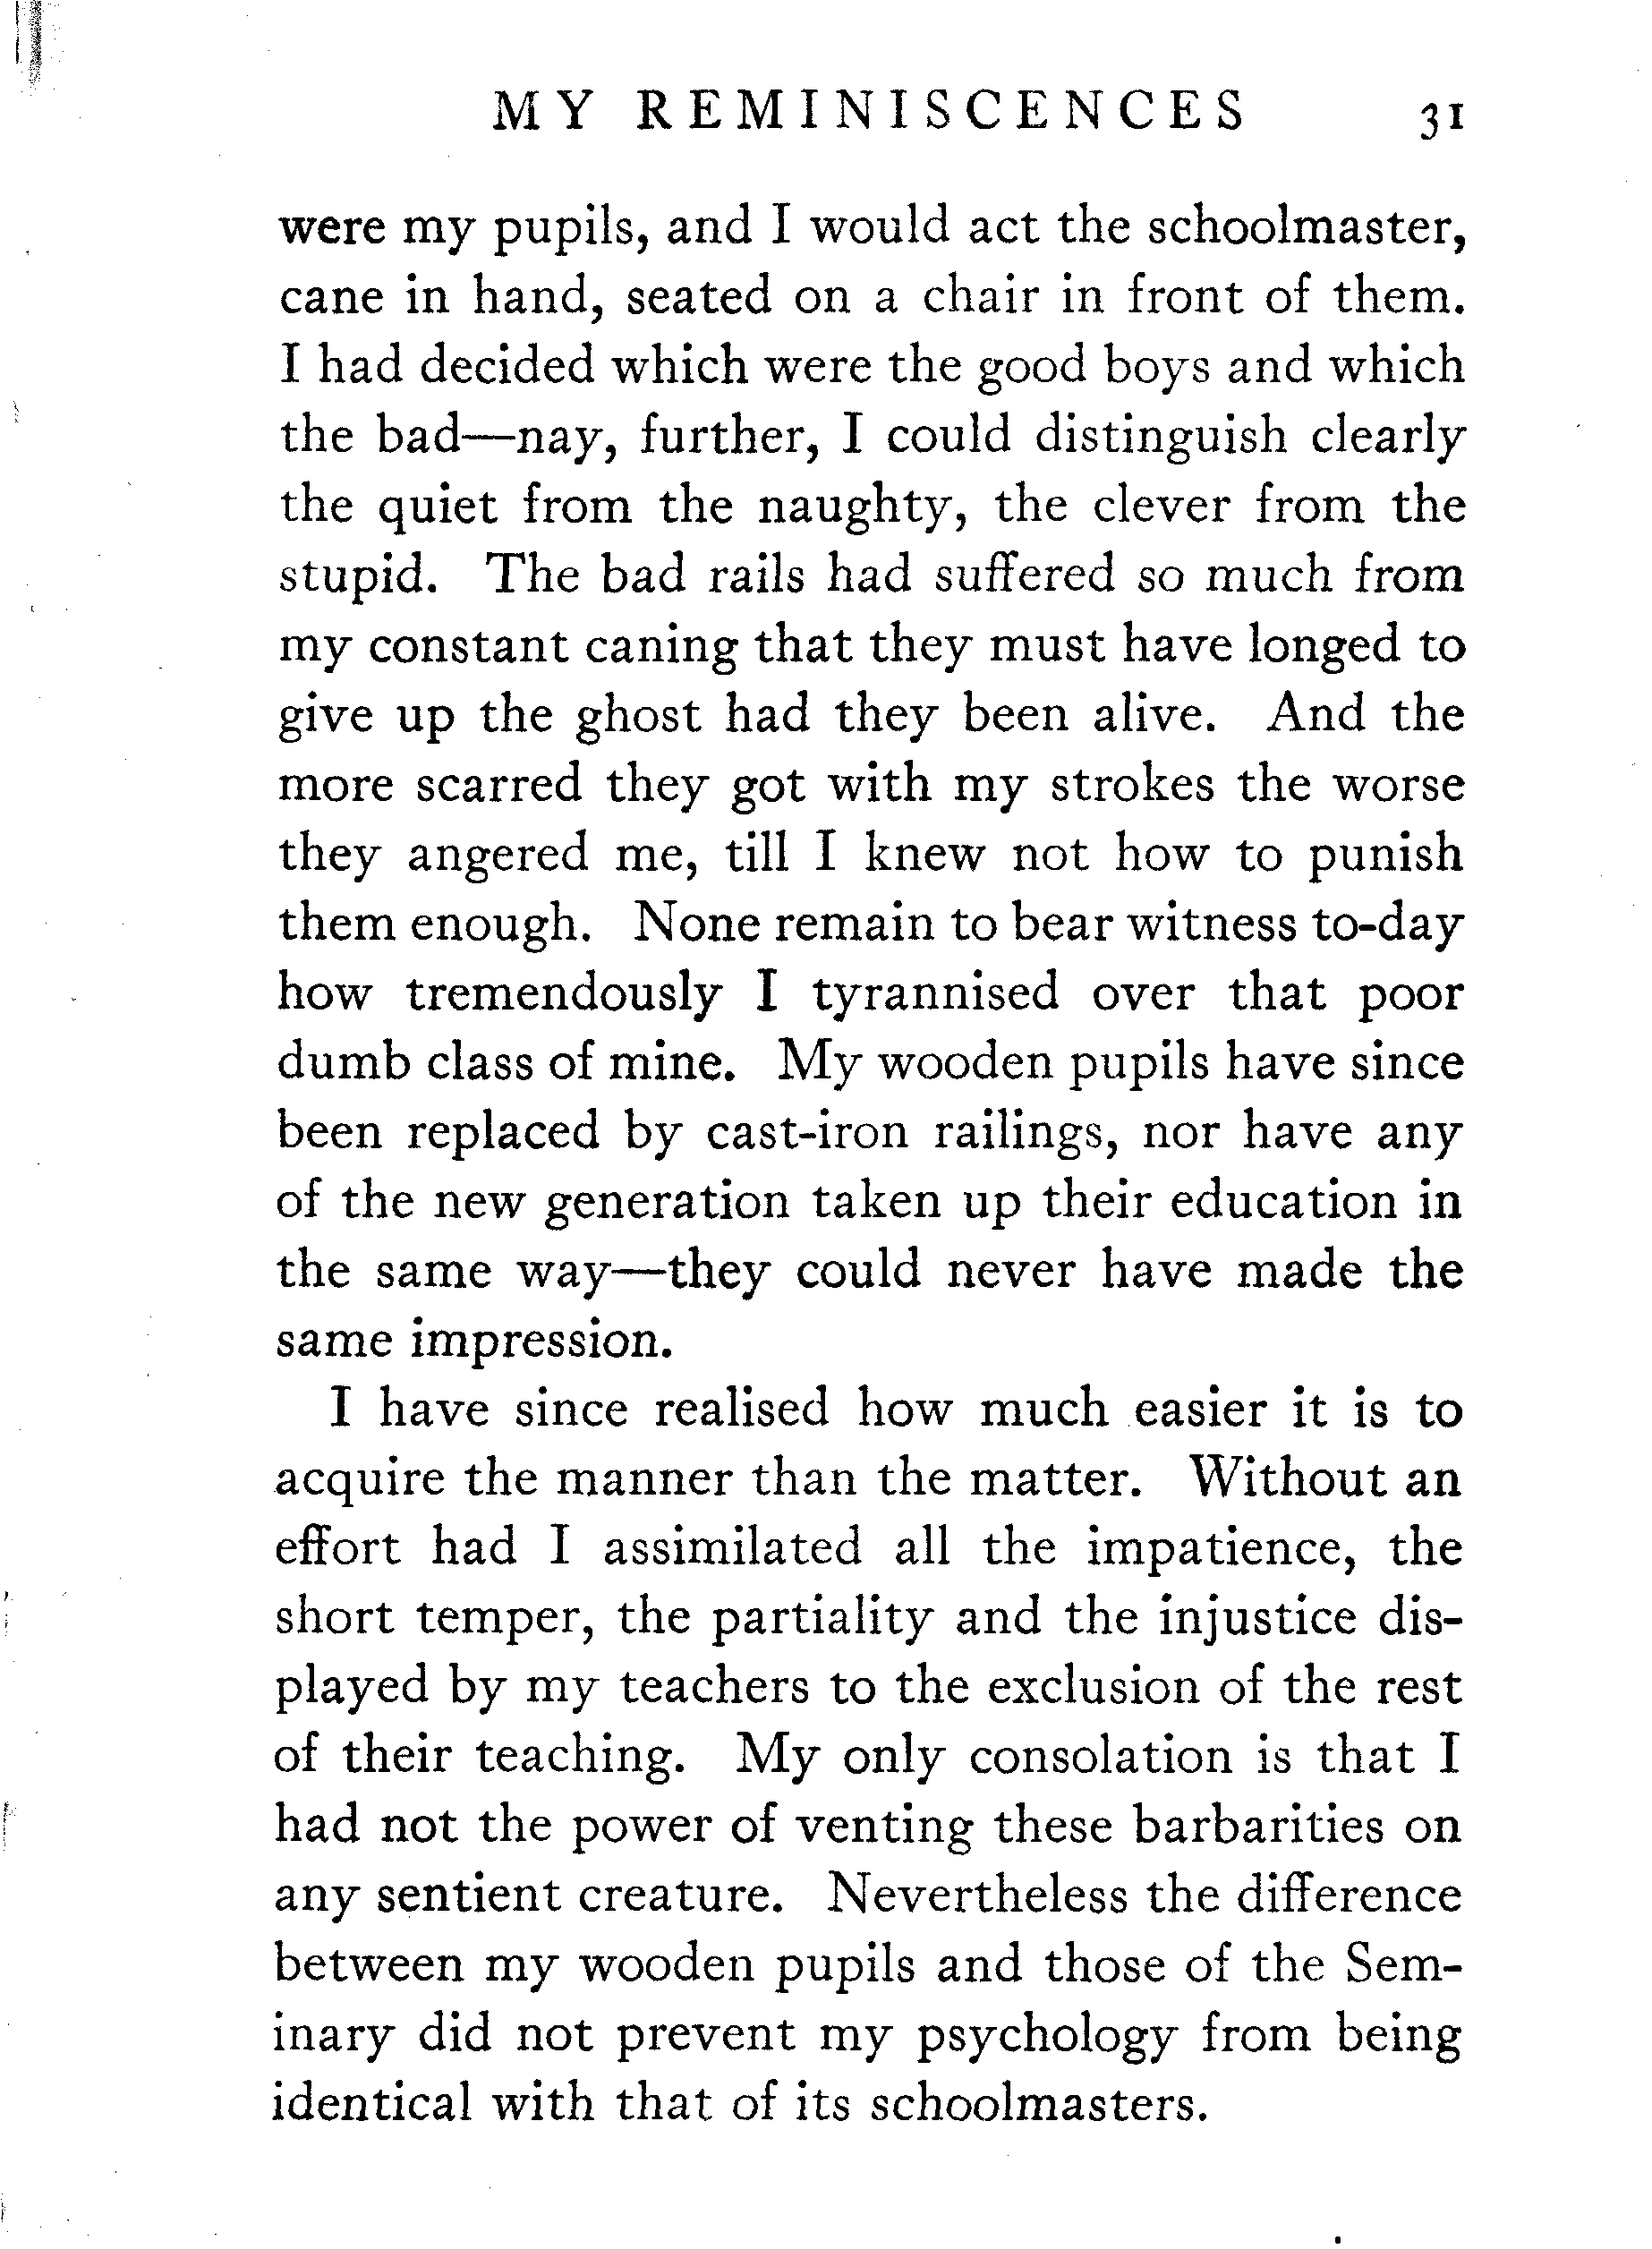 MY REMINISCENCES 31
were my pupils, and I would act the schoolmaster,
cane in hand, seated on a chair in front of them.
I had decided which were the good boys and which
the bad—nay, further, I could distinguish clearly
the quiet from the naughty, the clever from the
stupid. The bad rails had suffered so much from
my constant caning that they must have longed to
give up the ghost had they been alive. And the
more scarred they got with my strokes the worse
they angered me, till I knew not how to punish
them enough. None remain to bear witness to-day
how tremendously I tyrannised over that poor
dumb class of mine. My wooden pupils have since
been replaced by cast-iron railings, nor have any
of the new generation taken up their education in
the same way—they could never have made the
same impression.
I have since realised how much easier it is to
acquire the manner than the matter. Without an
effort had I assimilated all the impatience, the
short temper, the partiality and the injustice dis-
played by my teachers to the exclusion of the rest
of their teaching. My only consolation is that I
had not the power of venting these barbarities on
any sentient creature. Nevertheless the difference
between my wooden pupils and those of the Sem-
inary did not prevent my psychology from being
identical with that of its schoolmasters.